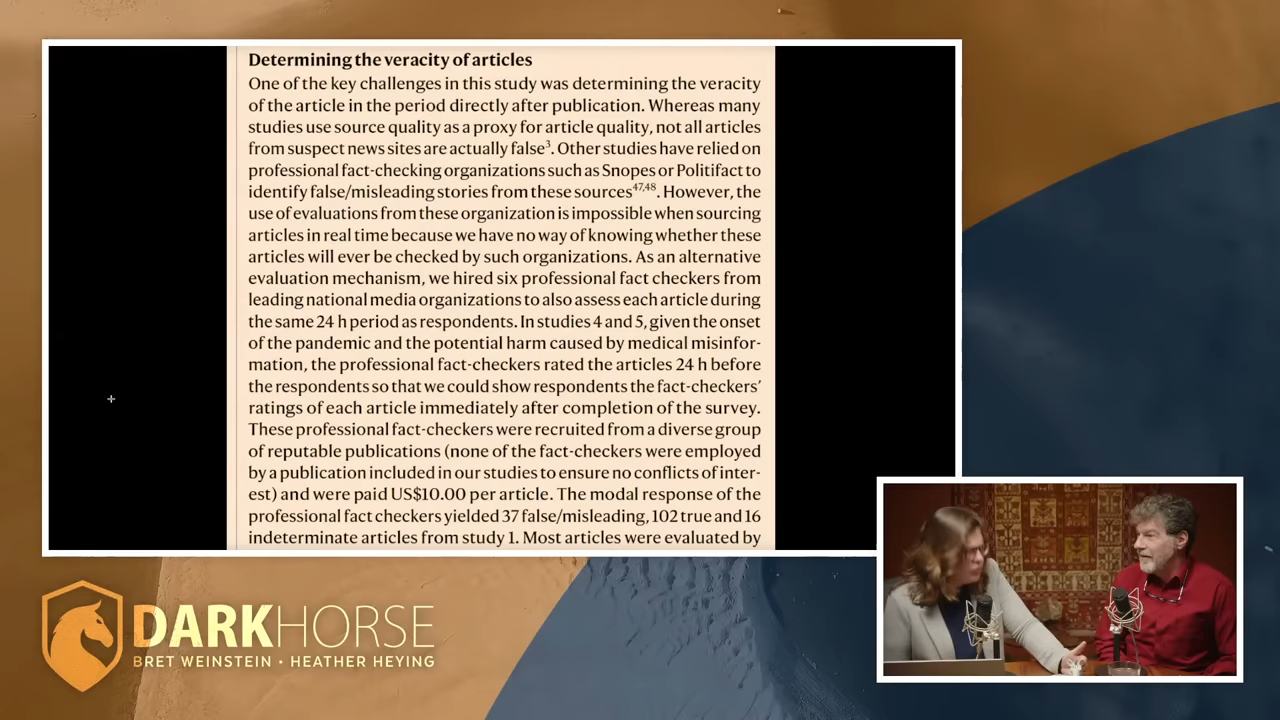 Determining the veracity of articles
One of the key challenges in this study was determining the veracity
of the article in the period directly after publication. Whereas many
studies use source quality as a proxy for article quality, not all articles
from suspect news sites are actually false³. Other studies have relied on
professional fact-checking organizations such as Snopes or Politifact to
identify false/misleading stories from these sources⁴⁷,⁴⁸. However, the
use of evaluations from these organization is impossible when sourcing
articles in real time because we have no way of knowing whether these
articles will ever be checked by such organizations. As an alternative
evaluation mechanism, we hired six professional fact checkers from
leading national media organizations to also assess each article during
the same 24 h period as respondents. In studies 4 and 5, given the onset
of the pandemic and the potential harm caused by medical misinfor-
mation, the professional fact-checkers rated the articles 24 h before
the respondents so that we could show respondents the fact-checkers’
ratings of each article immediately after completion of the survey.
These professional fact-checkers were recruited from a diverse group
of reputable publications (none of the fact-checkers were employed
by a publication included in our studies to ensure no conflicts of inter-
est) and were paid US$10.00 per article. The modal response of the
professional fact checkers yielded 37 false/misleading, 102 true and 16
indeterminate articles from study 1. Most articles were evaluated by
DARKHORSE
BRET WEINSTEIN • HEATHER HEYING